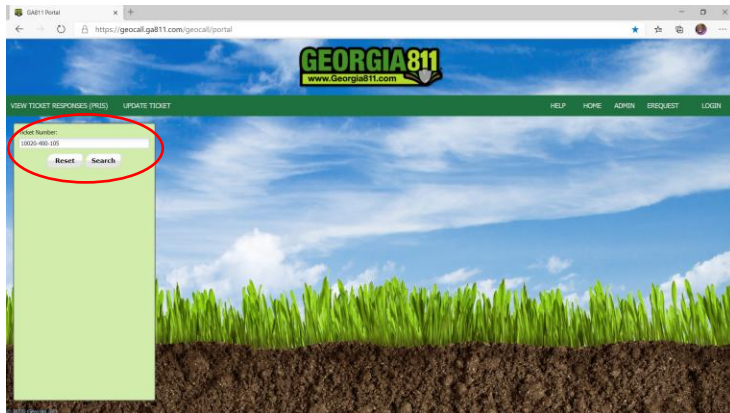 GA811 Portal
https://geocall.ga811.com/geocall/portal
GEORGIA811
www.Georgia811.com
VIEW TICKET RESPONSES (PRIS) UPDATE TICKET HELP HOME ADMIN EREQUEST LOGIN
Ticket Number:
10020-400-105
Reset Search